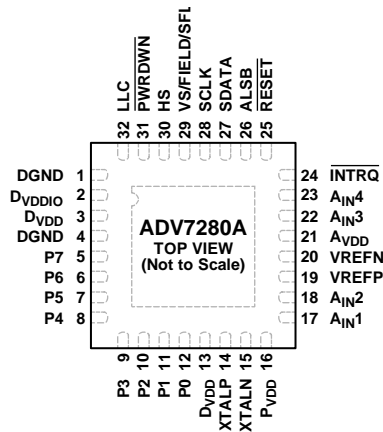 32 LLC
31 PWRDWN
30 HS
29 VS/FIELD/SFL
28 SCLK
27 SDATA
26 ALSB
25 RESET
DGND 1
DVDDIO 2
DVDD 3
DGND 4
P7 5
P6 6
P5 7
P4 8
ADV7280A
TOP VIEW
(Not to Scale)
24 INTRQ
23 AIN4
22 AIN3
21 AVDD
20 VREFN
19 VREFP
18 AIN2
17 AIN1
P3 9
P2 10
P1 11
P0 12
DVDD 13
XTALP 14
XTALN 15
PVDD 16